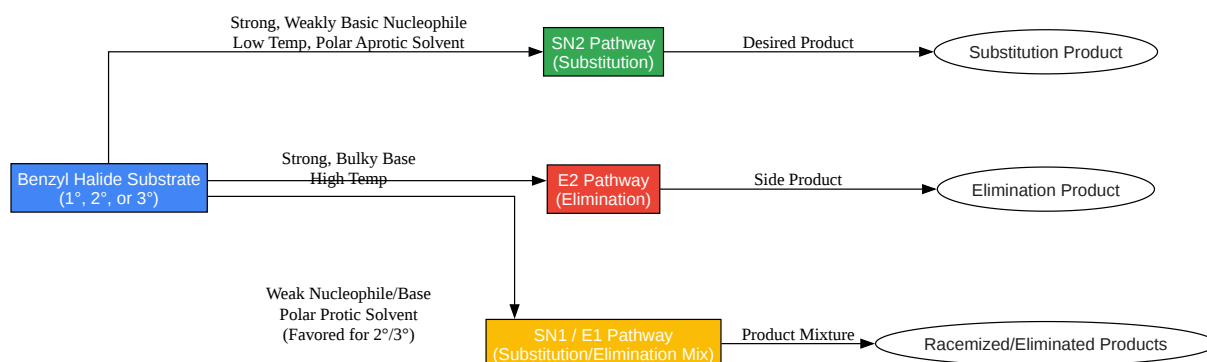 Strong, Weakly Basic Nucleophile
Low Temp, Polar Aprotic Solvent
SN2 Pathway
(Substitution)
Desired Product
Substitution Product
Benzyl Halide Substrate
(1°, 2°, or 3°)
Strong, Bulky Base
High Temp
E2 Pathway
(Elimination)
Side Product
Elimination Product
Weak Nucleophile/Base
Polar Protic Solvent
(Favored for 2°/3°)
SN1 / E1 Pathway
(Substitution/Elimination Mix)
Product Mixture
Racemized/Eliminated Products